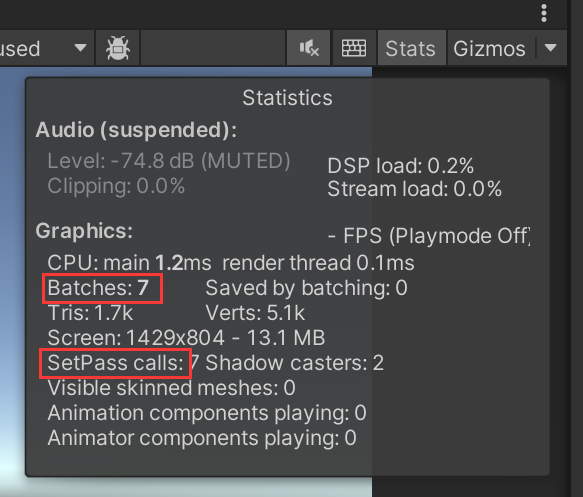 used Stats Gizmos
Statistics
Audio (suspended):
Level: -74.8 dB (MUTED) DSP load: 0.2%
Clipping: 0.0% Stream load: 0.0%
Graphics: - FPS (Playmode Off)
CPU: main 1.2ms render thread 0.1ms
Batches: 7 Saved by batching: 0
Tris: 1.7k Verts: 5.1k
Screen: 1429x804 - 13.1 MB
SetPass calls: 7 Shadow casters: 2
Visible skinned meshes: 0
Animation components playing: 0
Animator components playing: 0